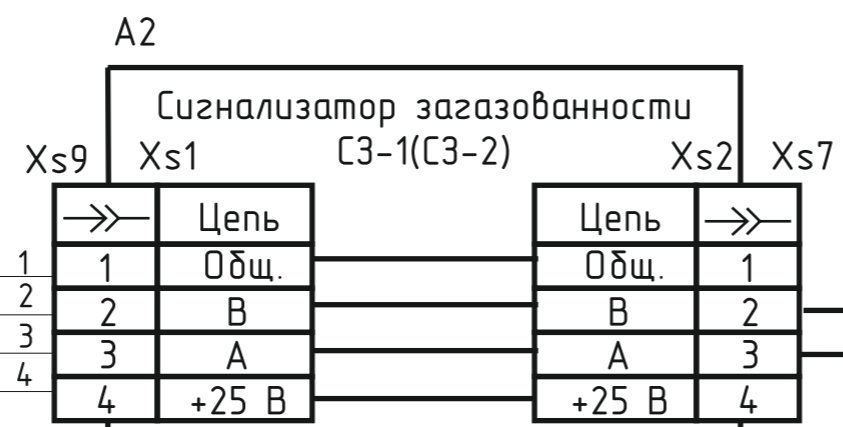 А2
Сигнализатор загазованности
СЗ-1(СЗ-2)
Xs9 Xs1 Xs2 Xs7
Цепь Цепь
1 1 Общ. Общ. 1
2 2 В В 2
3 3 А А 3
4 4 +25 В +25 В 4